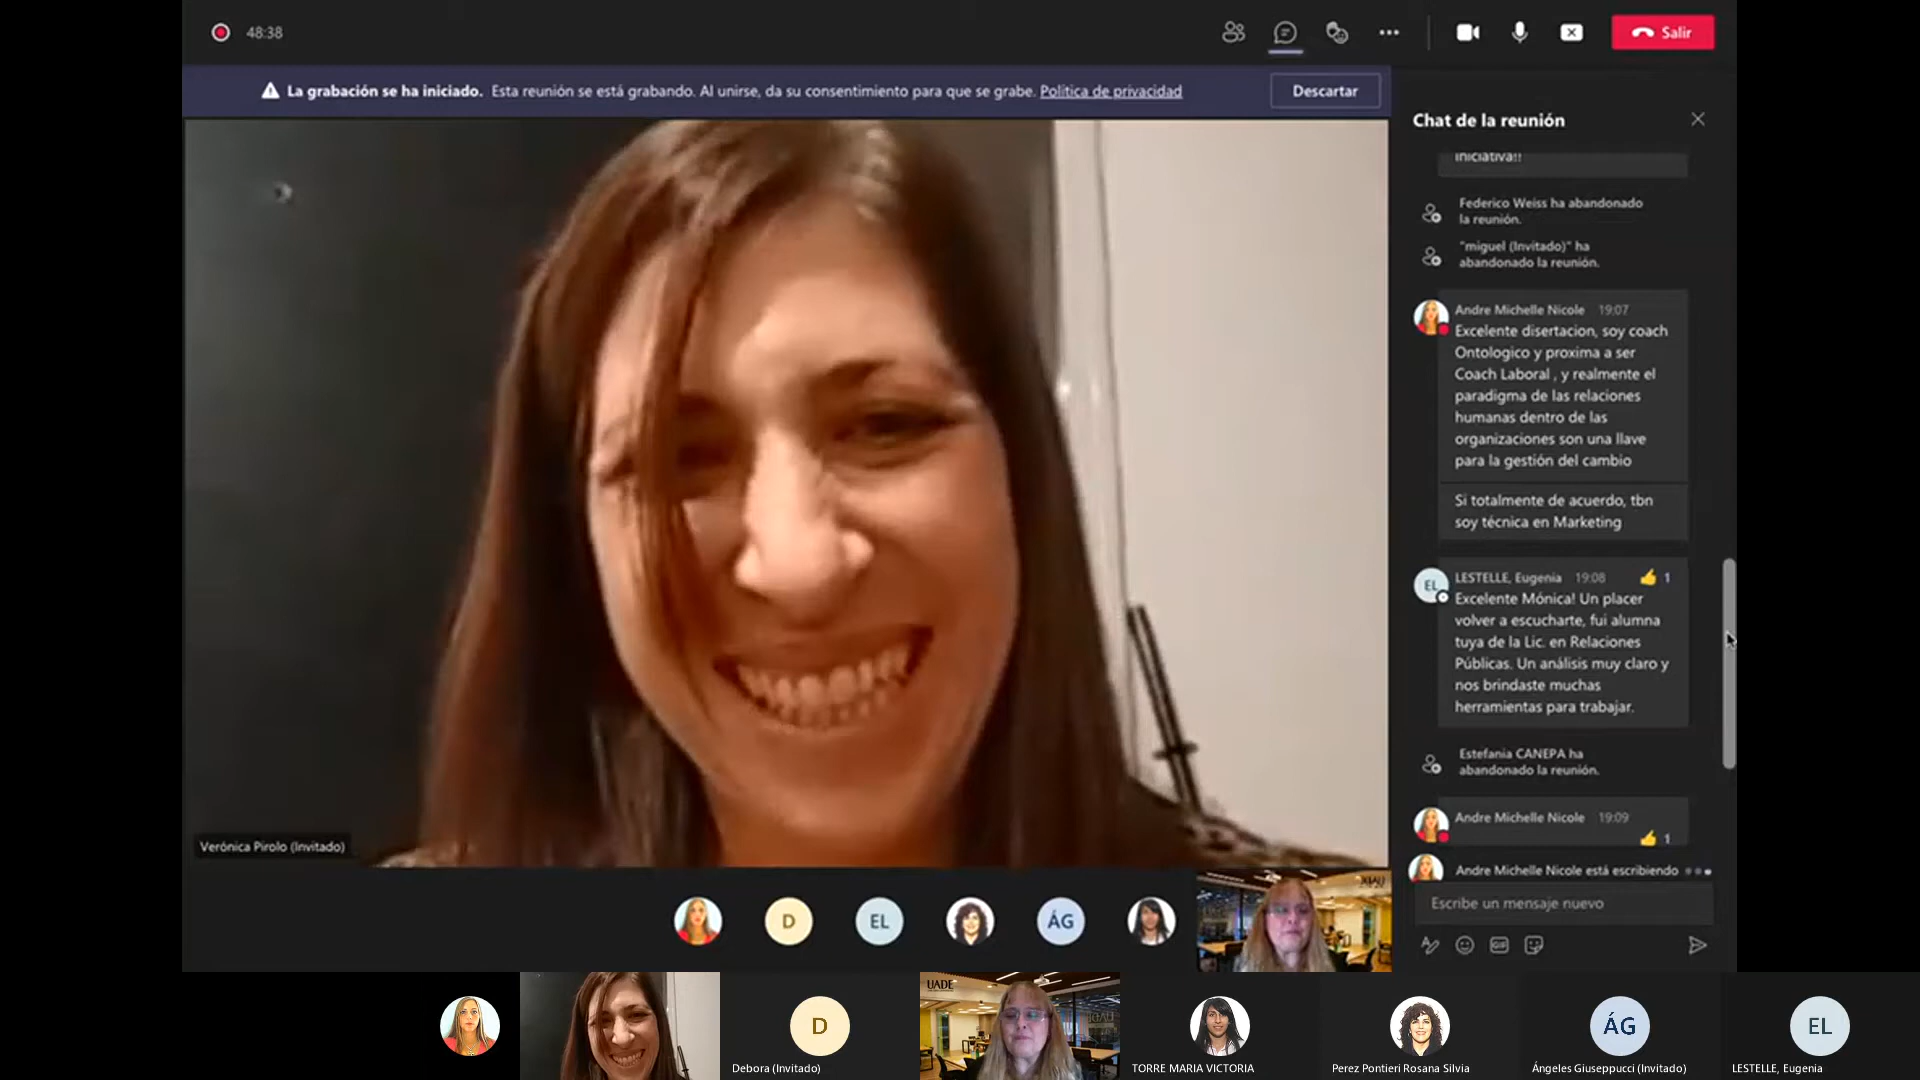 48:38
Salir
La grabación se ha iniciado. Esta reunión se está grabando. Al unirse, da su consentimiento para que se grabe. Política de privacidad
Descartar
Chat de la reunión
iniciativa!!
Federico Weiss ha abandonado
la reunión.
"miguel (Invitado)" ha
abandonado la reunión.
Andre Michelle Nicole 19:07
Excelente disertacion, soy coach
Ontologico y proxima a ser
Coach Laboral , y realmente el
paradigma de las relaciones
humanas dentro de las
organizaciones son una llave
para la gestión del cambio
Si totalmente de acuerdo, tbn
soy técnica en Marketing
EL
LESTELLE, Eugenia 19:08 1
Excelente Mónica! Un placer
volver a escucharte, fui alumna
tuya de la Lic. en Relaciones
Públicas. Un análisis muy claro y
nos brindaste muchas
herramientas para trabajar.
Estefania CANEPA ha
abandonado la reunión.
Andre Michelle Nicole 19:09
1
Andre Michelle Nicole está escribiendo
Escribe un mensaje nuevo
GIF
Verónica Pirolo (Invitado)
D
EL
ÁG
UADE
D
ÁG
EL
Debora (Invitado)
TORRE MARIA VICTORIA
Perez Pontieri Rosana Silvia
Ángeles Giuseppucci (Invitado)
LESTELLE, Eugenia